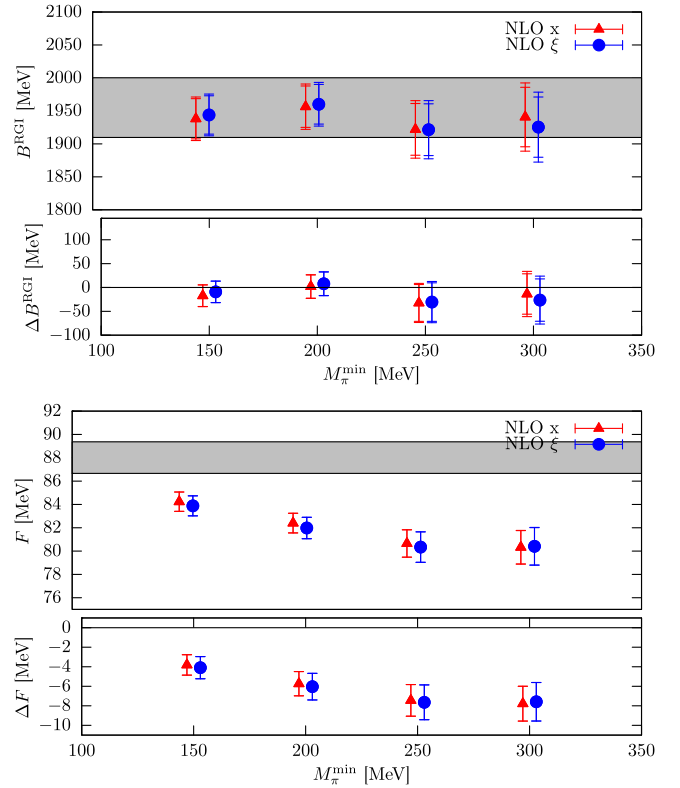 2100
2050
2000
1950
1900
1850
1800
B^RGI [MeV]
NLO x
NLO ξ
100
50
0
−50
−100
ΔB^RGI [MeV]
100 150 200 250 300 350
M_π^min [MeV]
92
90
88
86
84
82
80
78
76
F [MeV]
NLO x
NLO ξ
0
−2
−4
−6
−8
−10
ΔF [MeV]
100 150 200 250 300 350
M_π^min [MeV]